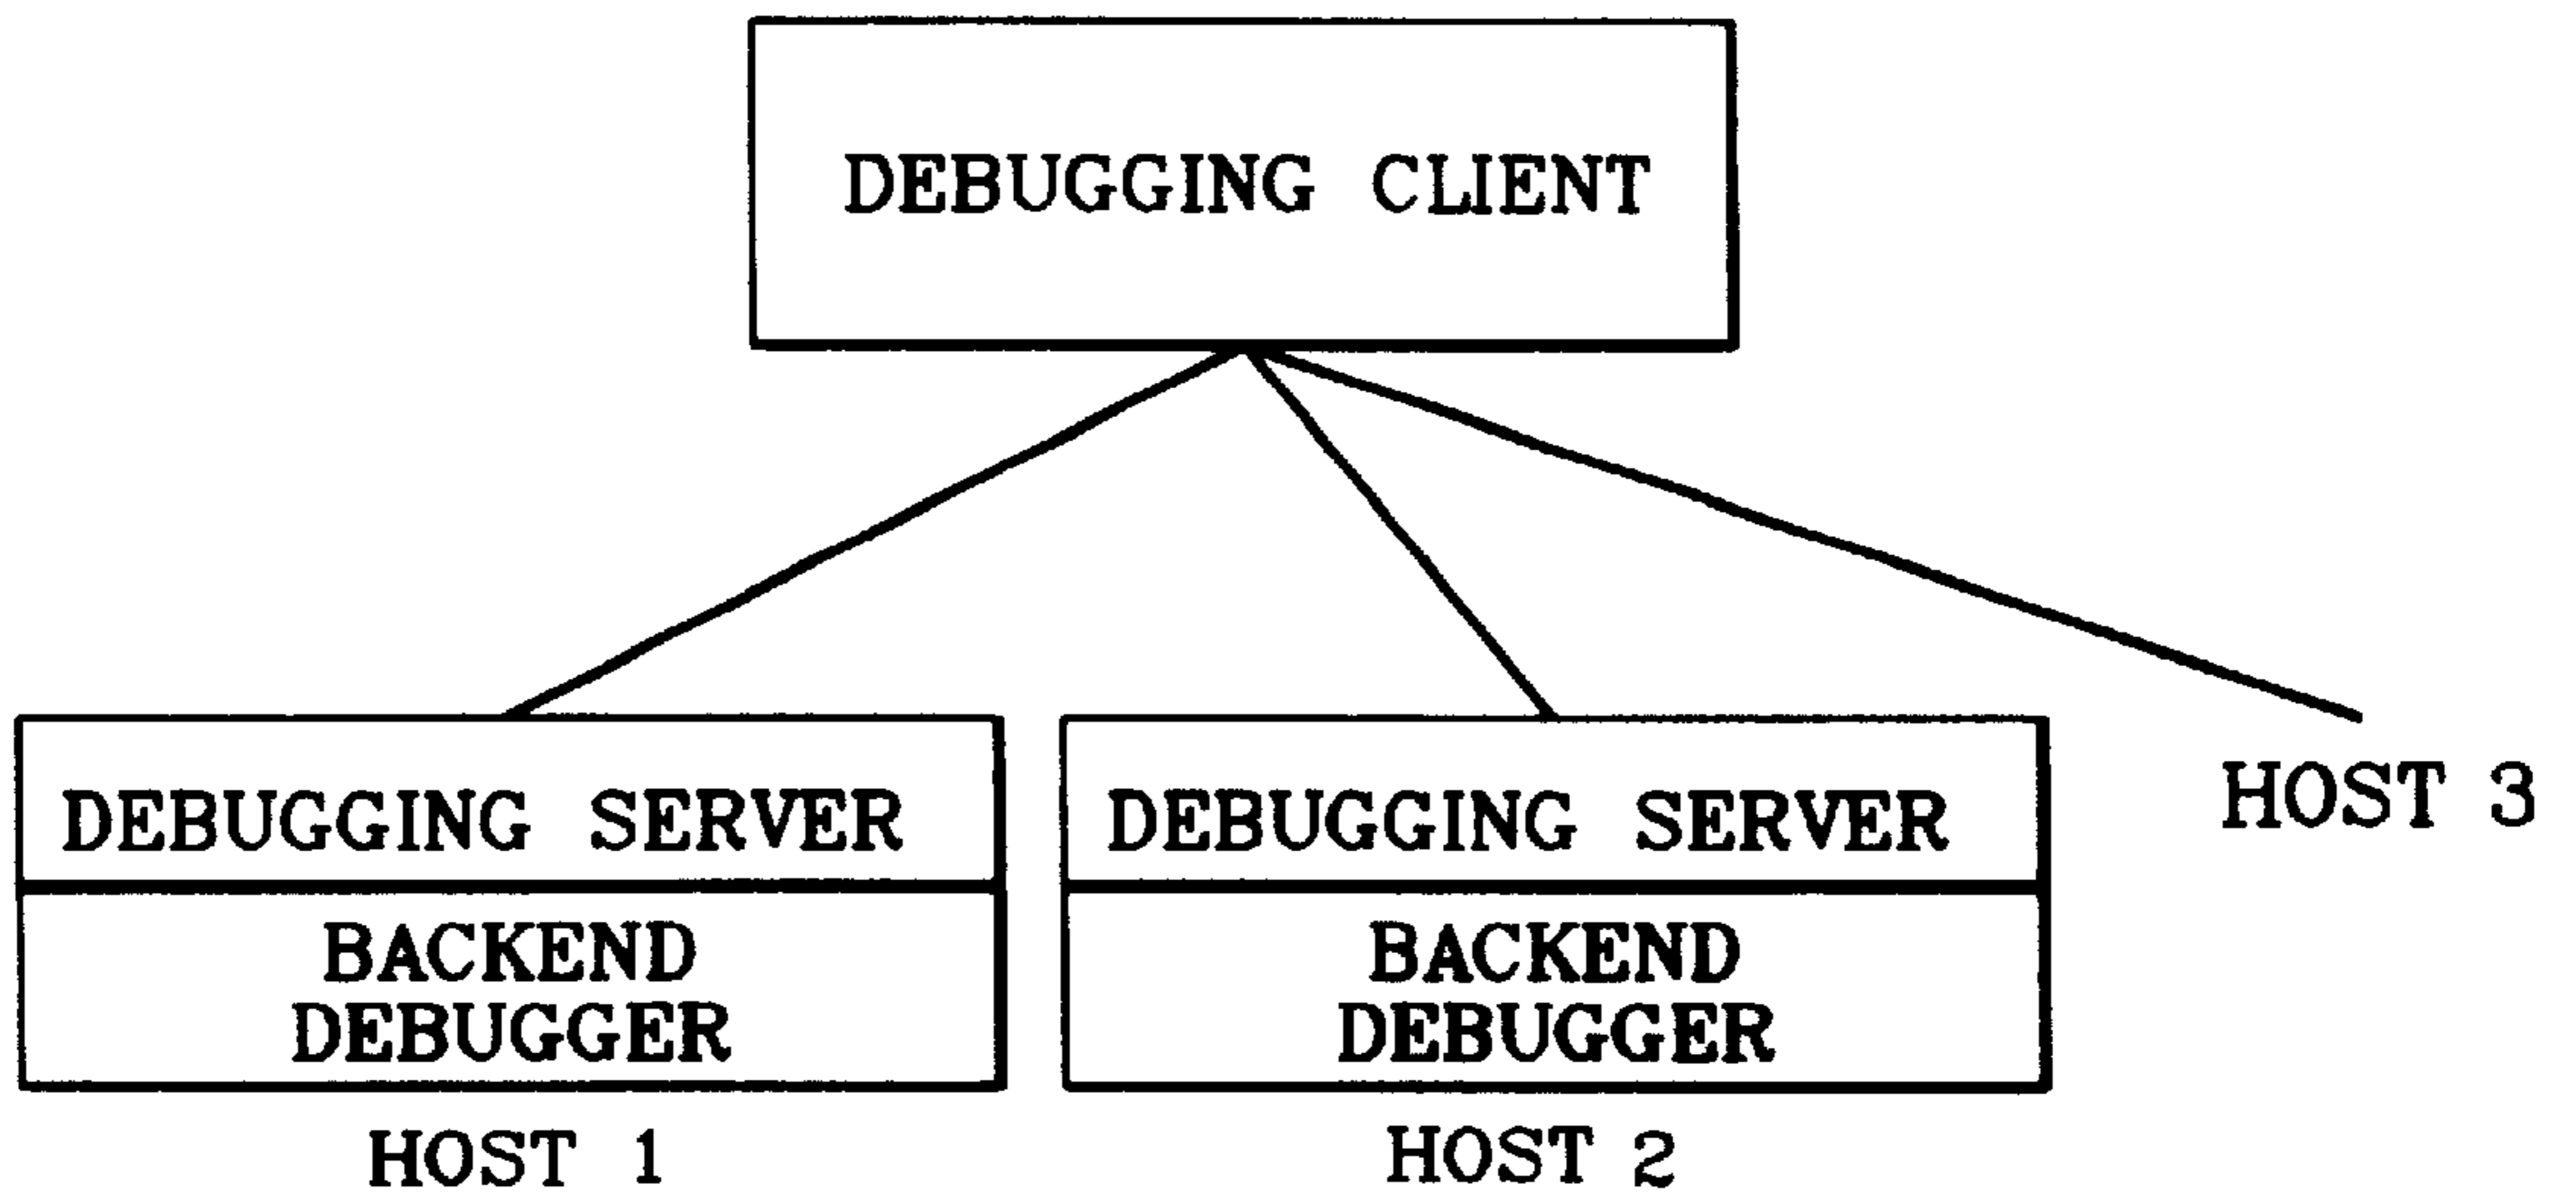 DEBUGGING CLIENT
DEBUGGING SERVER
BACKEND
DEBUGGER
HOST 1
DEBUGGING SERVER
BACKEND
DEBUGGER
HOST 2
HOST 3